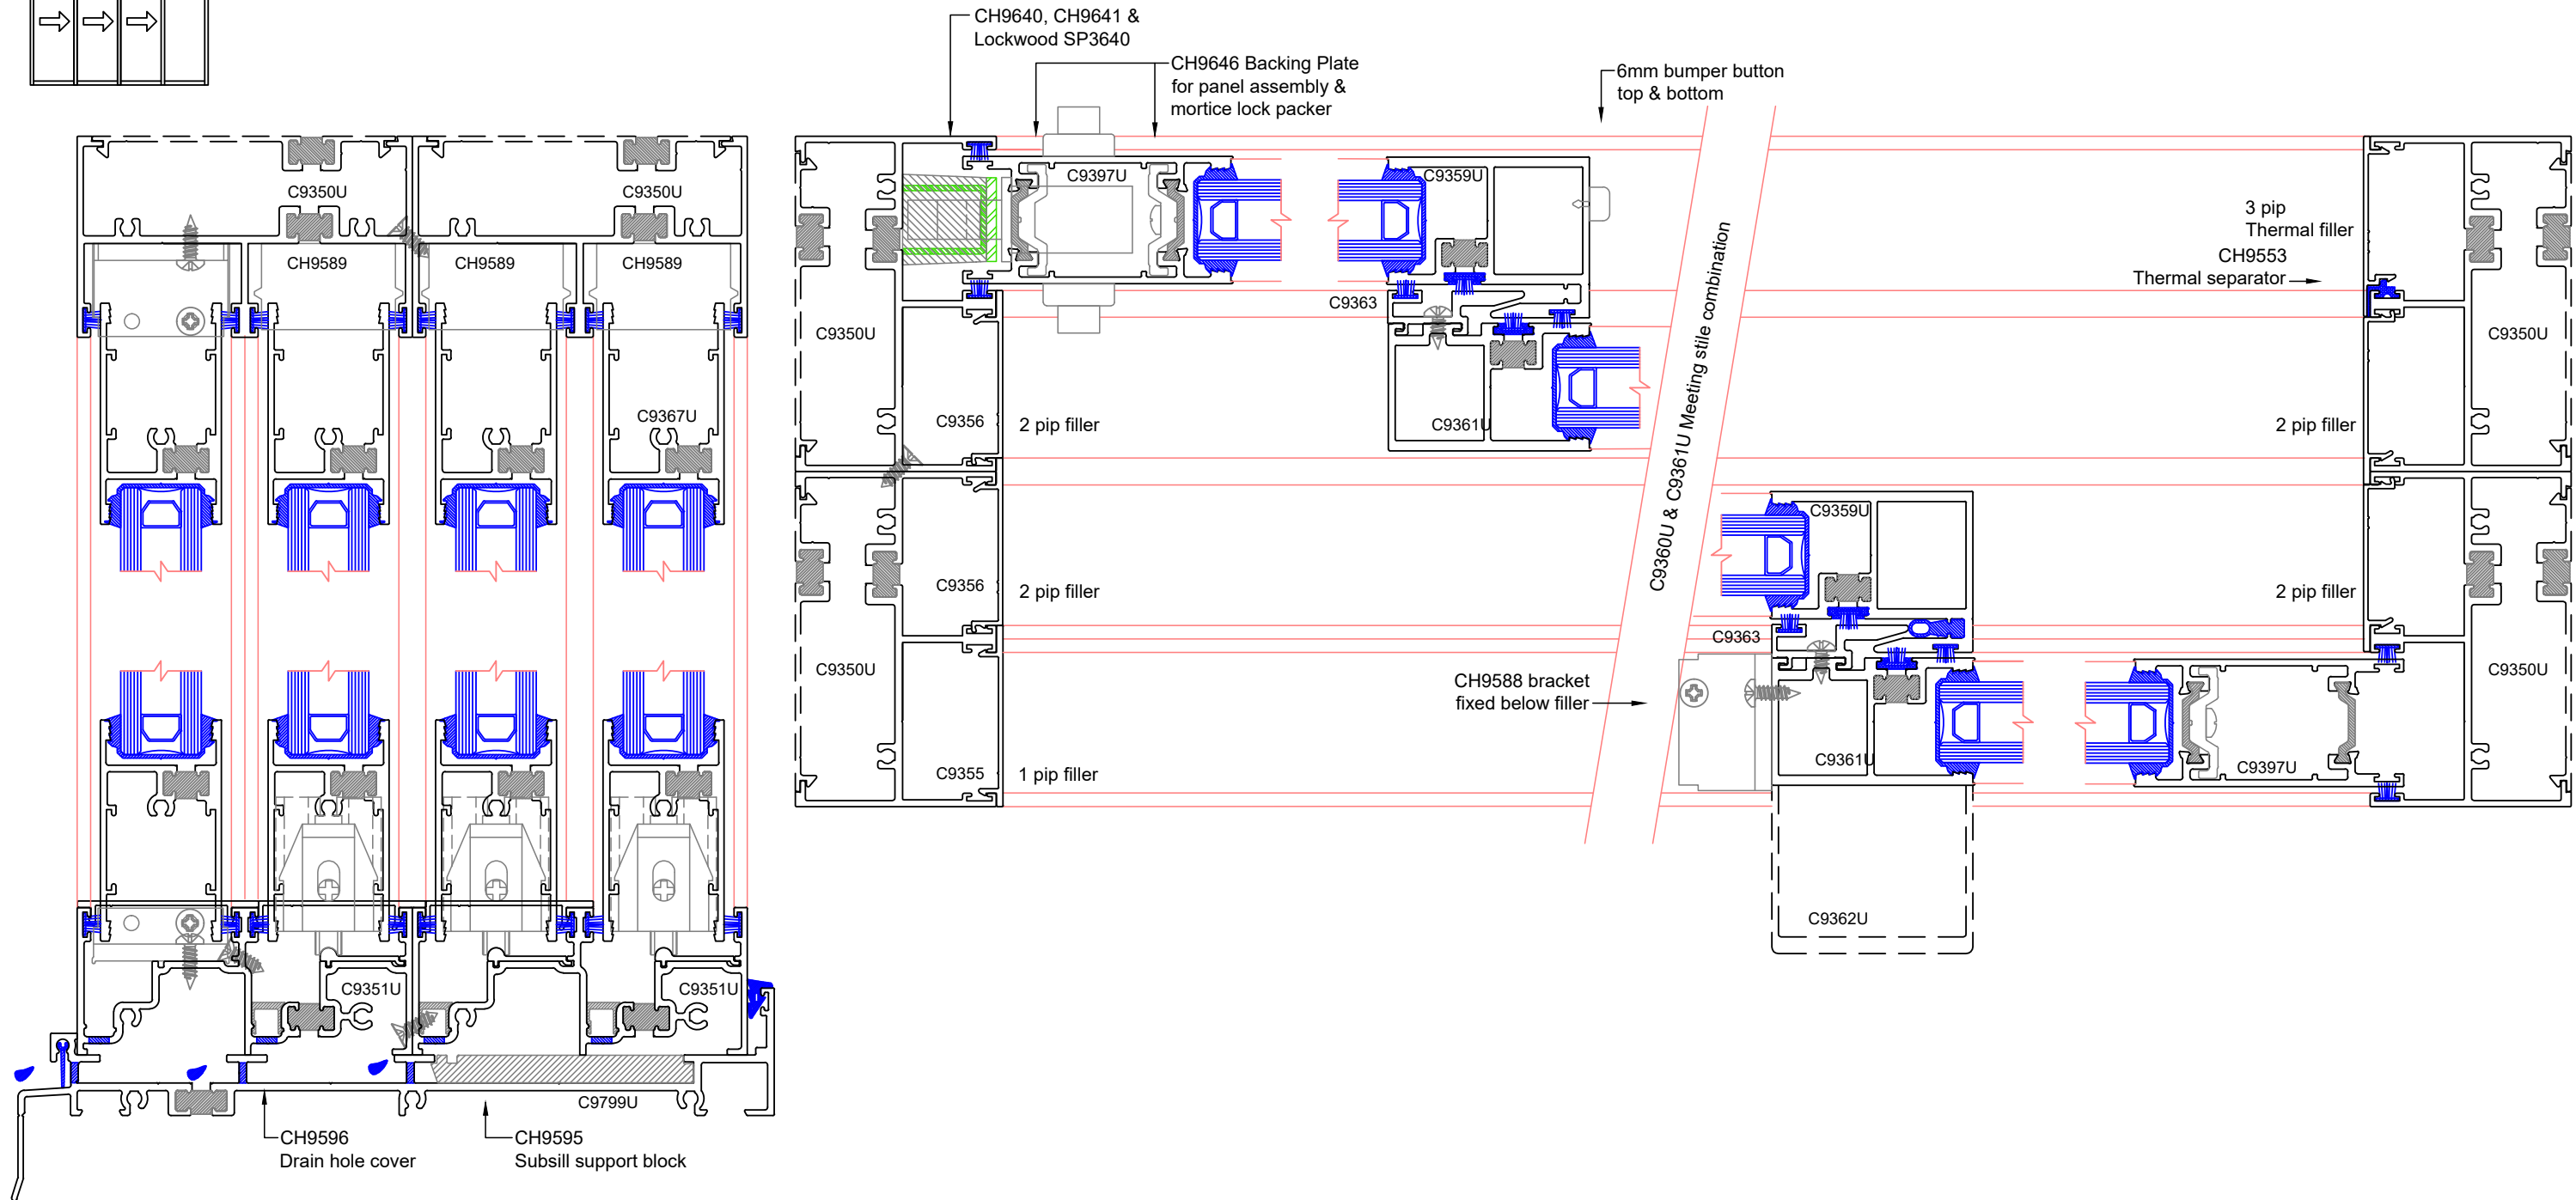 CH9640, CH9641 &
Lockwood SP3640
CH9646 Backing Plate
for panel assembly &
mortice lock packer
6mm bumper button
top & bottom
C9350U
C9350U
CH9589
CH9589
CH9589
C9367U
C9351U
C9351U
C9799U
CH9596
Drain hole cover
CH9595
Subsill support block
C9397U
C9359U
C9363
C9350U
C9356
2 pip filler
C9361U
C9356
2 pip filler
C9350U
C9355
1 pip filler
C9360U & C9361U Meeting stile combination
C9359U
C9363
CH9588 bracket
fixed below filler
C9361U
C9362U
C9397U
3 pip
Thermal filler
CH9553
Thermal separator
C9350U
2 pip filler
2 pip filler
C9350U